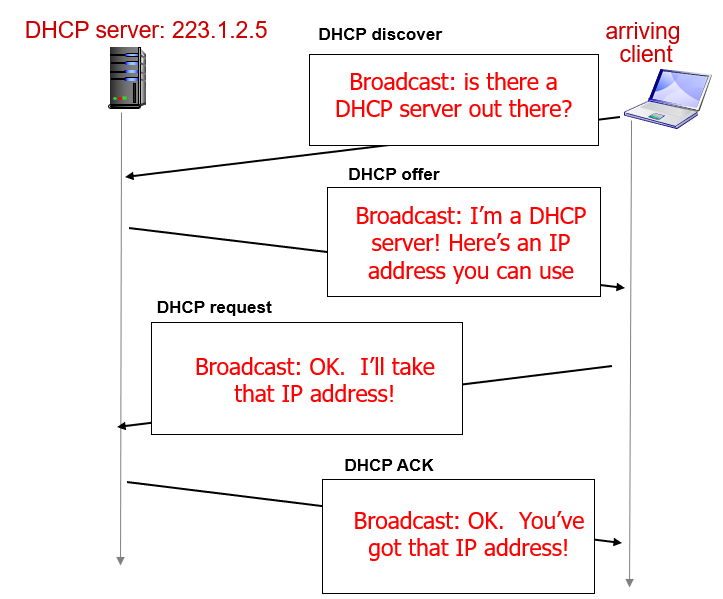 DHCP server: 223.1.2.5
DHCP discover
arriving
client
Broadcast: is there a
DHCP server out there?
DHCP offer
Broadcast: I’m a DHCP
server! Here’s an IP
address you can use
DHCP request
Broadcast: OK.  I’ll take
that IP address!
DHCP ACK
Broadcast: OK.  You’ve
got that IP address!